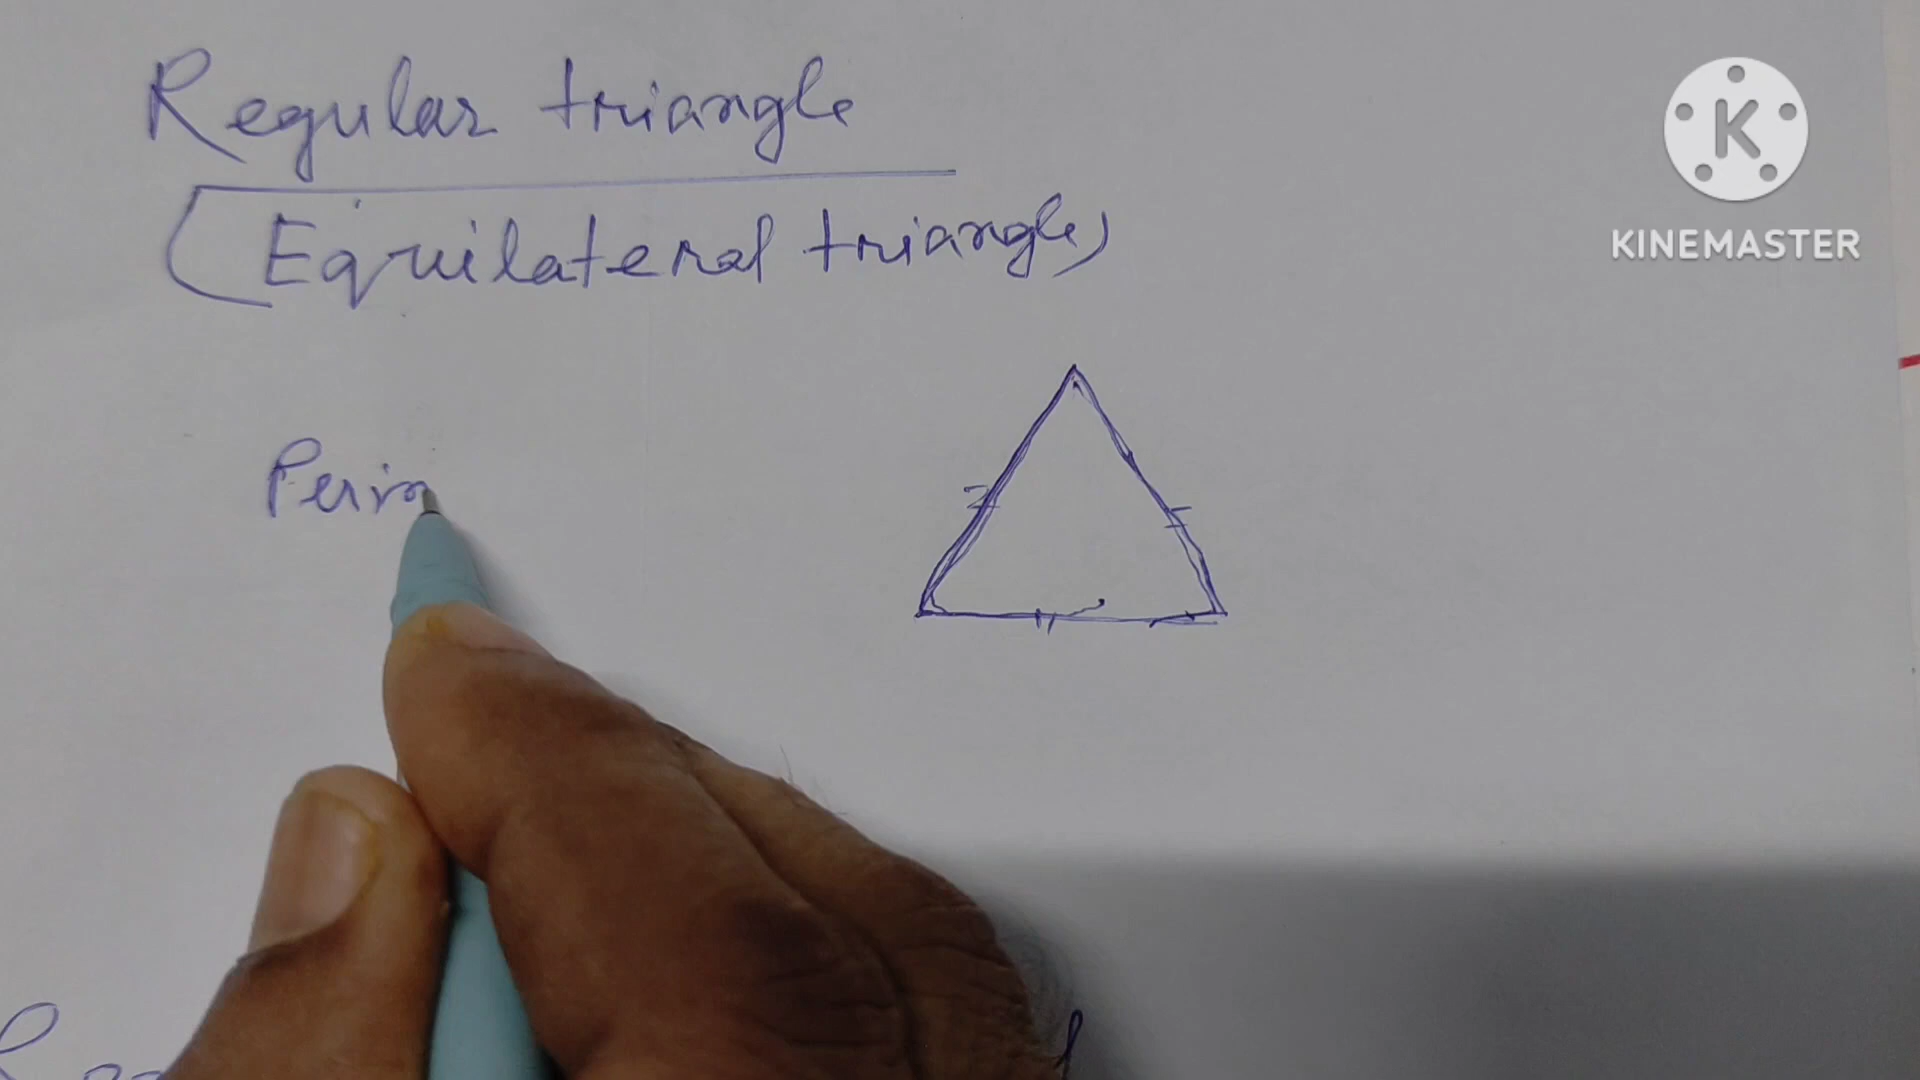 Regular triangle
(Equilateral triangle)
Perim
K
KINEMASTER